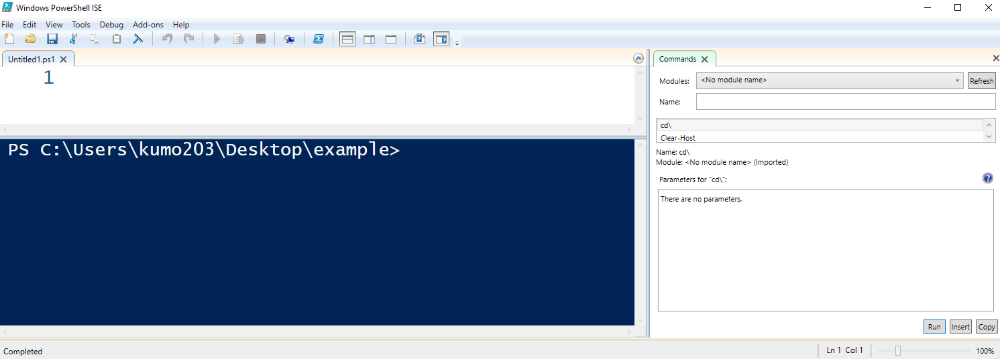 Windows PowerShell ISE
File Edit View Tools Debug Add-ons Help
Untitled1.ps1
1
PS C:\Users\kumo203\Desktop\example>
Commands
Modules: <No module name> Refresh
Name:
cd\
Clear-Host
Name: cd\
Module: <No module name> (Imported)
Parameters for "cd\":
There are no parameters.
Run Insert Copy
Completed
Ln 1 Col 1
100%